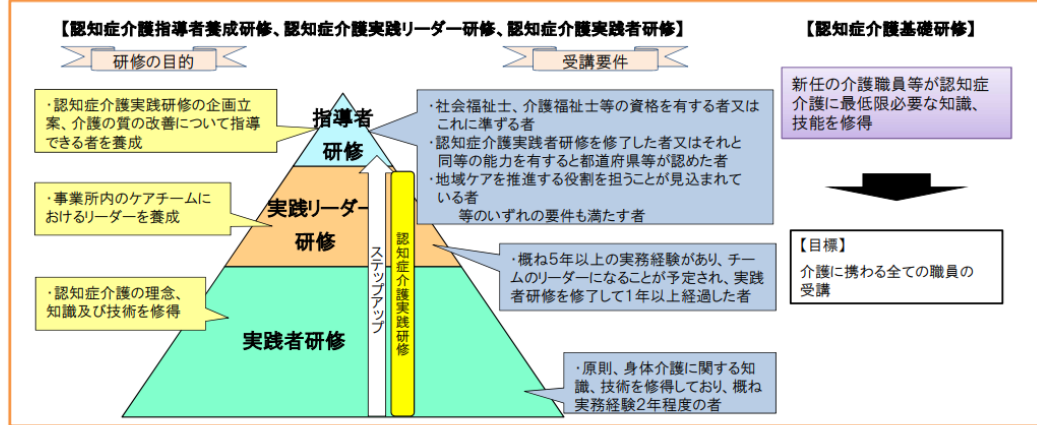 【認知症介護指導者養成研修、認知症介護実践リーダー研修、認知症介護実践者研修】
研修の目的
受講要件
・認知症介護実践研修の企画立
案、介護の質の改善について指導
できる者を養成
指導者
研修
・社会福祉士、介護福祉士等の資格を有する者又は
これに準ずる者
・認知症介護実践者研修を修了した者又はそれと
同等の能力を有すると都道府県等が認めた者
・地域ケアを推進する役割を担うことが見込まれて
いる者
等のいずれの要件も満たす者
・事業所内のケアチームに
おけるリーダーを養成
実践リーダー
研修
・概ね5年以上の実務経験があり、チー
ムのリーダーになることが予定され、実践
者研修を修了して1年以上経過した者
・認知症介護の理念、
知識及び技術を修得
実践者研修
・原則、身体介護に関する知
識、技術を修得しており、概ね
実務経験2年程度の者
ステップアップ
認知症介護実践研修
【認知症介護基礎研修】
新任の介護職員等が認知症
介護に最低限必要な知識、
技能を修得
【目標】
介護に携わる全ての職員の
受講